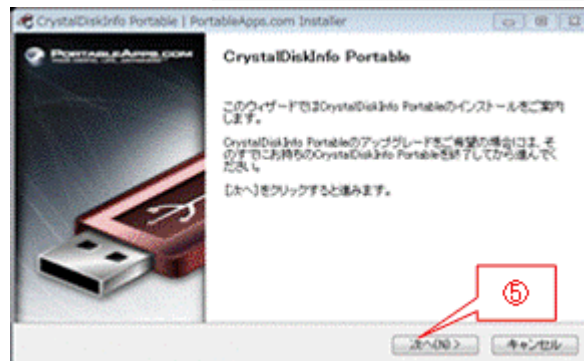 CrystalDiskInfo Portable | PortableApps.com Installer
PORTABLEAPPS.COM
CrystalDiskInfo Portable
このウィザードではCrystalDiskInfo Portableのインストールをご案内
します。
CrystalDiskInfo Portableのアップグレードをご希望の場合には、そ
のすでにお持ちのCrystalDiskInfo Portableを終了してから進んでく
ださい。
[次へ]をクリックすると進みます。
⑤
次へ(N) >
キャンセル